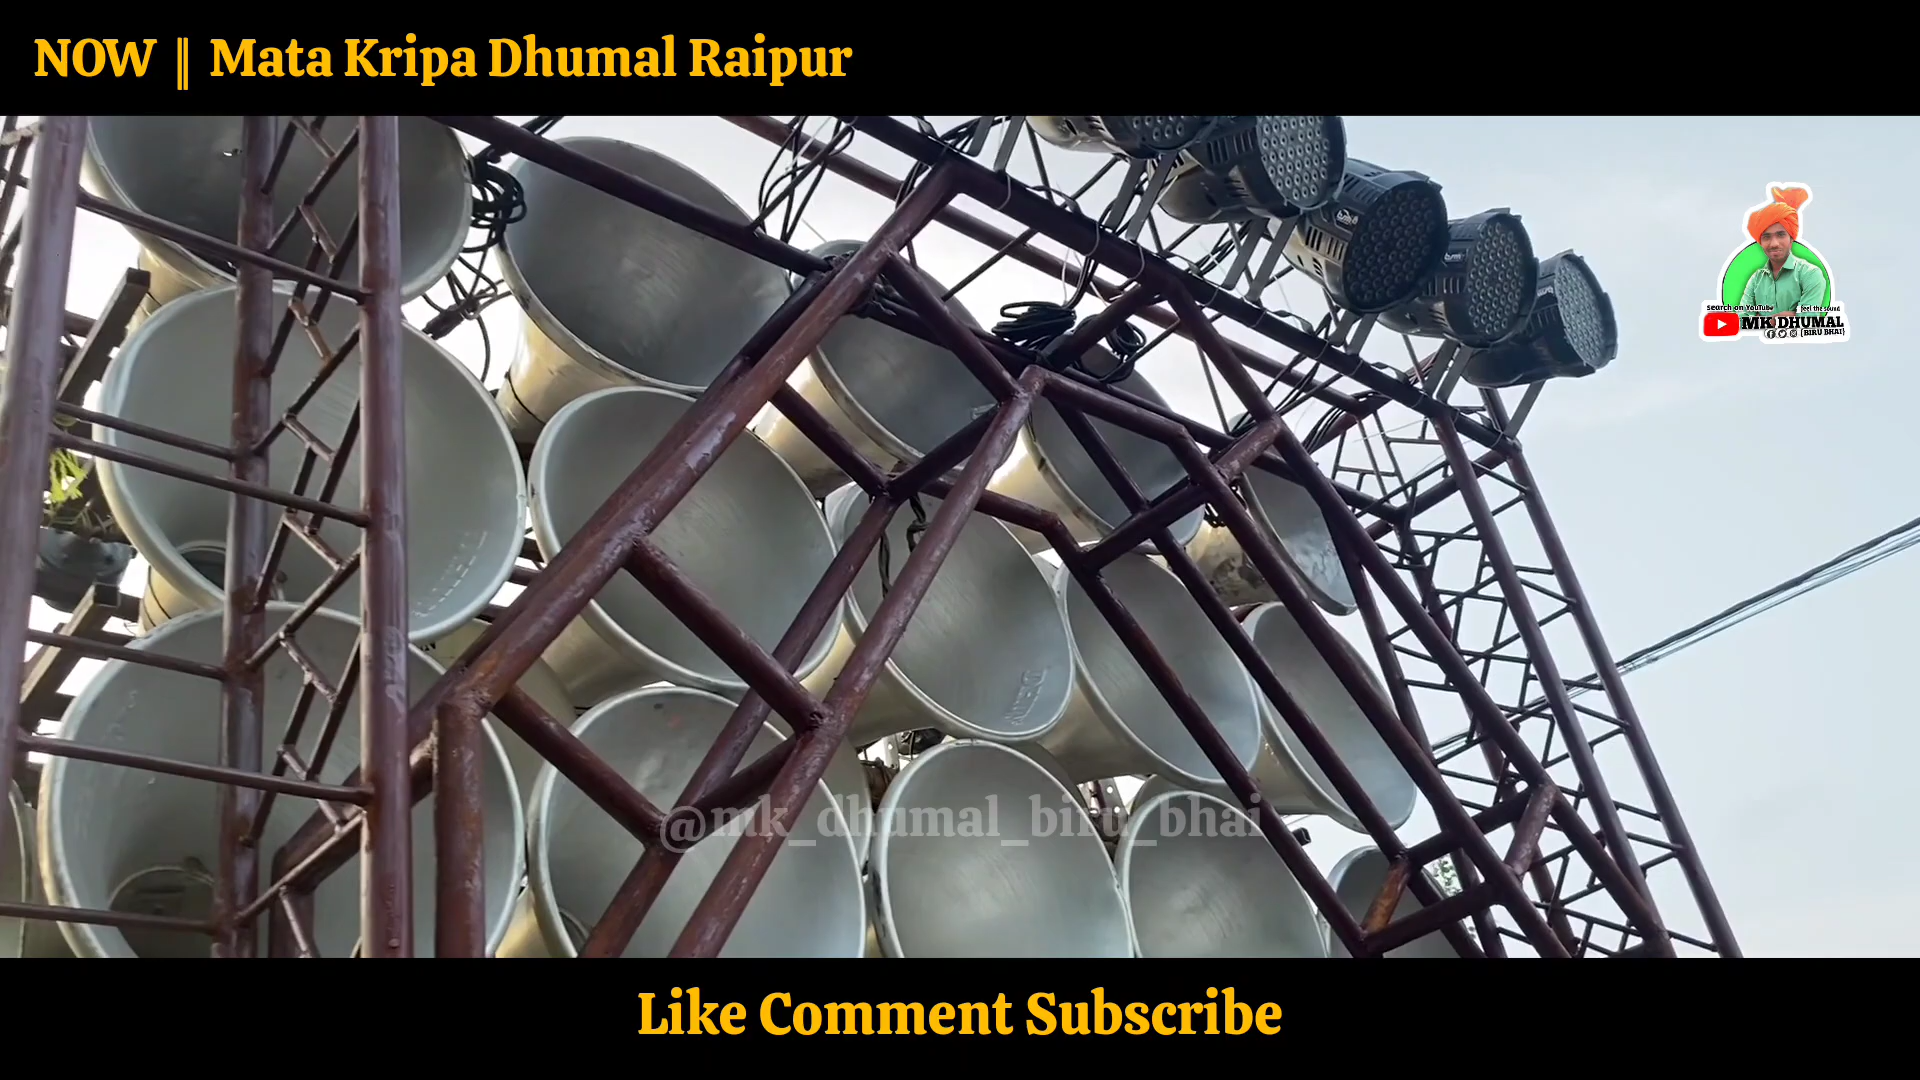 NOW || Mata Kripa Dhumal Raipur
search on YouTube
feel the sound
MK DHUMAL
(BIRU BHAI)
@mk_dhumal_biru_bhai
Like Comment Subscribe